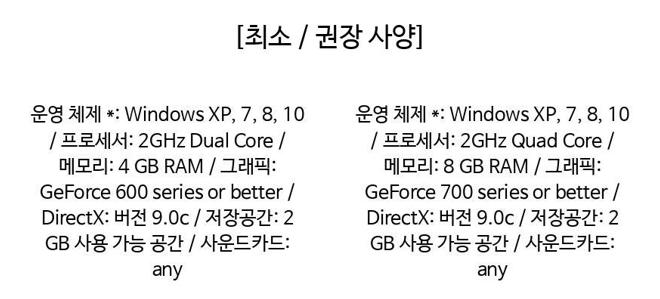 [최소 / 권장 사양]
운영 체제 *: Windows XP, 7, 8, 10
/ 프로세서: 2GHz Dual Core /
메모리: 4 GB RAM / 그래픽:
GeForce 600 series or better /
DirectX: 버전 9.0c / 저장공간: 2
GB 사용 가능 공간 / 사운드카드:
any
운영 체제 *: Windows XP, 7, 8, 10
/ 프로세서: 2GHz Quad Core /
메모리: 8 GB RAM / 그래픽:
GeForce 700 series or better /
DirectX: 버전 9.0c / 저장공간: 2
GB 사용 가능 공간 / 사운드카드:
any